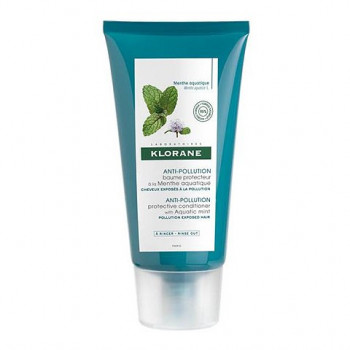 Menthe aquatique
LABORATOIRES
KLORANE
ANTI-POLLUTION
baume protecteur
à la Menthe aquatique
CHEVEUX EXPOSÉS À LA POLLUTION
ANTI-POLLUTION
protective conditioner
with Aquatic mint
POLLUTION EXPOSED HAIR
À RINCER - RINSE OUT